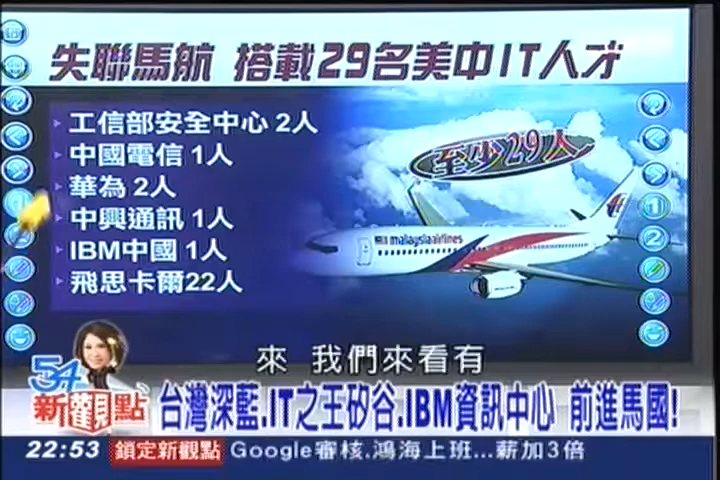 失聯馬航 搭載29名美中IT人才
工信部安全中心 2人
中國電信 1人
華為 2人
中興通訊 1人
IBM中國 1人
飛思卡爾22人
至少29人
malaysia airlines
1
2
來 我們來看有
54新觀點
台灣深藍.IT之王矽谷.IBM資訊中心 前進馬國!
22:53 鎖定新觀點 Google審核.鴻海上班...薪加3倍